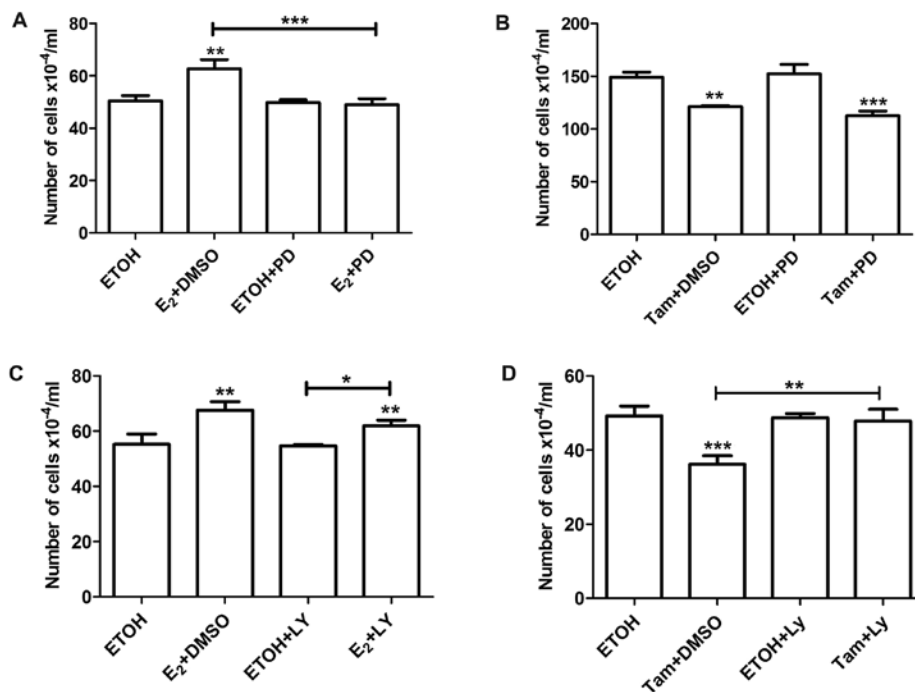 A
Number of cells x10⁻⁴/ml
80
60
40
20
0
**
***
ETOH
E₂+DMSO
ETOH+PD
E₂+PD
B
Number of cells x10⁻⁴/ml
200
150
100
50
0
**
***
ETOH
Tam+DMSO
ETOH+PD
Tam+PD
C
Number of cells x10⁻⁴/ml
80
60
40
20
0
**
*
**
ETOH
E₂+DMSO
ETOH+LY
E₂+LY
D
Number of cells x10⁻⁴/ml
60
40
20
0
***
**
ETOH
Tam+DMSO
ETOH+Ly
Tam+Ly